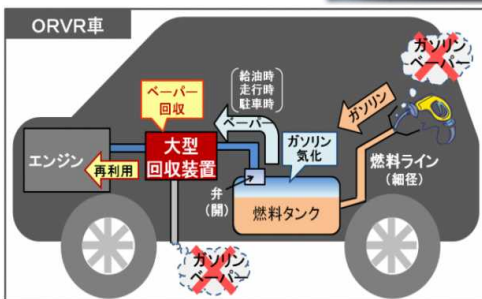 ORVR車
ガソリン
ベーパー
給油時
走行時
駐車時
ベーパー
回収
ベーパー
ガソリン
エンジン
大型
回収装置
ガソリン
気化
再利用
弁
(開)
燃料ライン
(細径)
燃料タンク
ガソリン
ベーパー